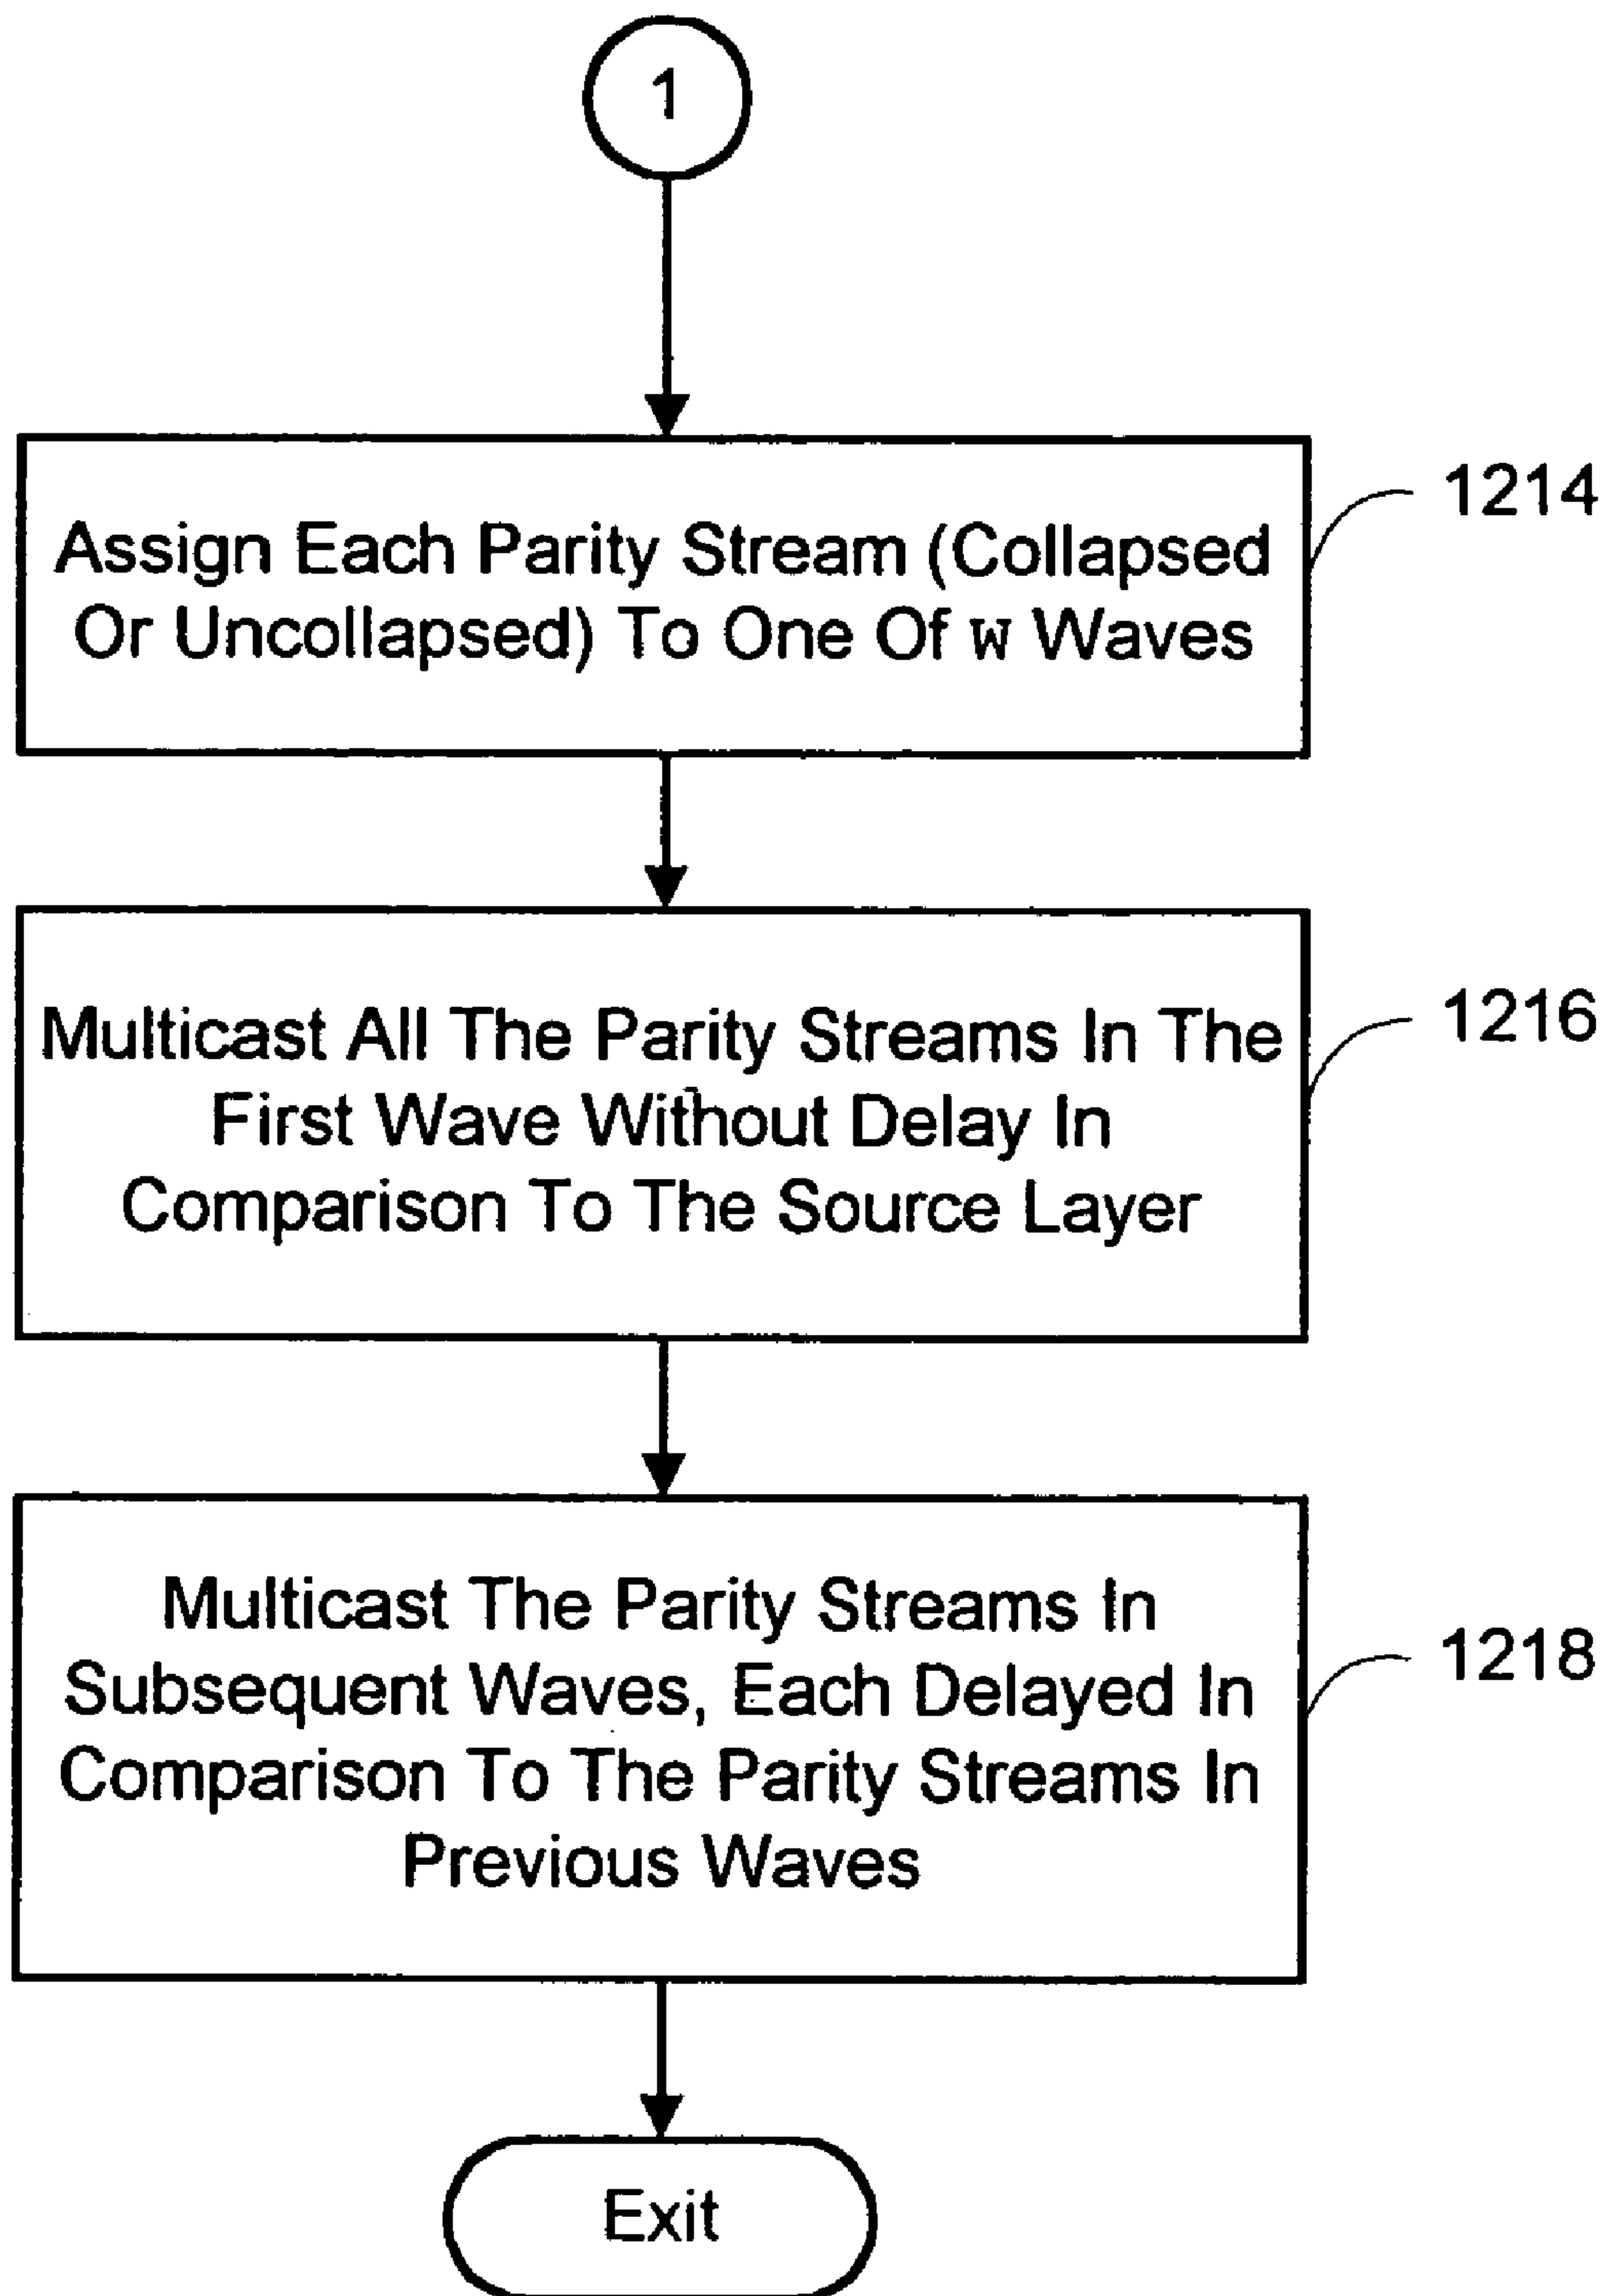 1
Assign Each Parity Stream (Collapsed
Or Uncollapsed) To One Of w Waves
1214
Multicast All The Parity Streams In The
First Wave Without Delay In
Comparison To The Source Layer
1216
Multicast The Parity Streams In
Subsequent Waves, Each Delayed In
Comparison To The Parity Streams In
Previous Waves
1218
Exit